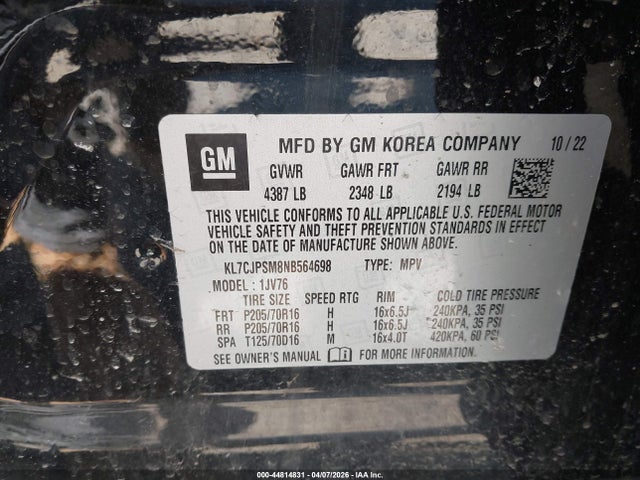 GM
MFD BY GM KOREA COMPANY 10 / 22
GVWR GAWR FRT GAWR RR
4387 LB 2348 LB 2194 LB
THIS VEHICLE CONFORMS TO ALL APPLICABLE U.S. FEDERAL MOTOR
VEHICLE SAFETY AND THEFT PREVENTION STANDARDS IN EFFECT
ON THE DATE OF MANUFACTURE SHOWN ABOVE.
KL7CJPSM8NB564698 TYPE: MPV
MODEL : 1JV76
TIRE SIZE SPEED RTG RIM COLD TIRE PRESSURE
FRT P205/70R16 H 16x6.5J 240KPA, 35 PSI
RR P205/70R16 H 16x6.5J 240KPA, 35 PSI
SPA T125/70D16 M 16x4.0T 420KPA, 60 PSI
SEE OWNER'S MANUAL FOR MORE INFORMATION.
000-44814831 - 04/07/2026 - IAA Inc.